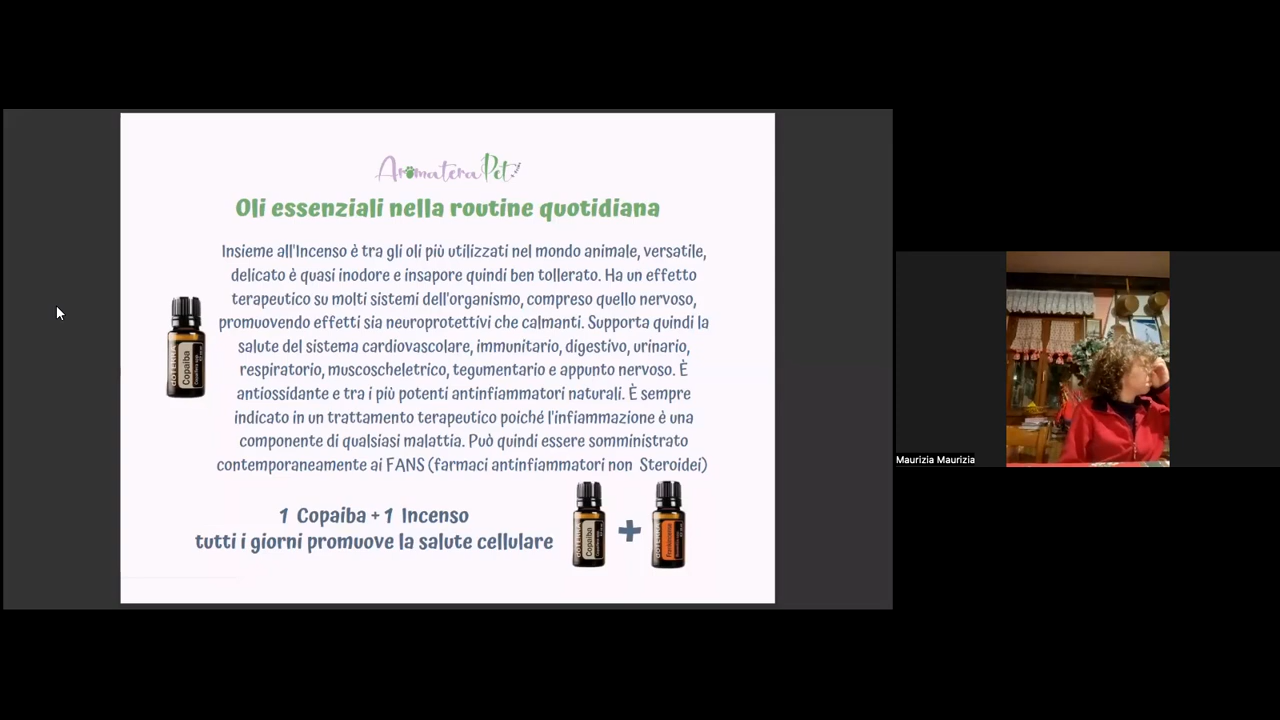 AromateraPet
Oli essenziali nella routine quotidiana
Insieme all'Incenso è tra gli oli più utilizzati nel mondo animale, versatile,
delicato è quasi inodore e insapore quindi ben tollerato. Ha un effetto
terapeutico su molti sistemi dell'organismo, compreso quello nervoso,
promuovendo effetti sia neuroprotettivi che calmanti. Supporta quindi la
salute del sistema cardiovascolare, immunitario, digestivo, urinario,
respiratorio, muscoscheletrico, tegumentario e appunto nervoso. È
antiossidante e tra i più potenti antinfiammatori naturali. È sempre
indicato in un trattamento terapeutico poiché l'infiammazione è una
componente di qualsiasi malattia. Può quindi essere somministrato
contemporaneamente ai FANS (farmaci antinfiammatori non Steroidei)
dōTERRA
Copaiba
1 Copaiba + 1 Incenso
tutti i giorni promuove la salute cellulare
dōTERRA
Copaiba
+
dōTERRA
Frankincense
Maurizia Maurizia